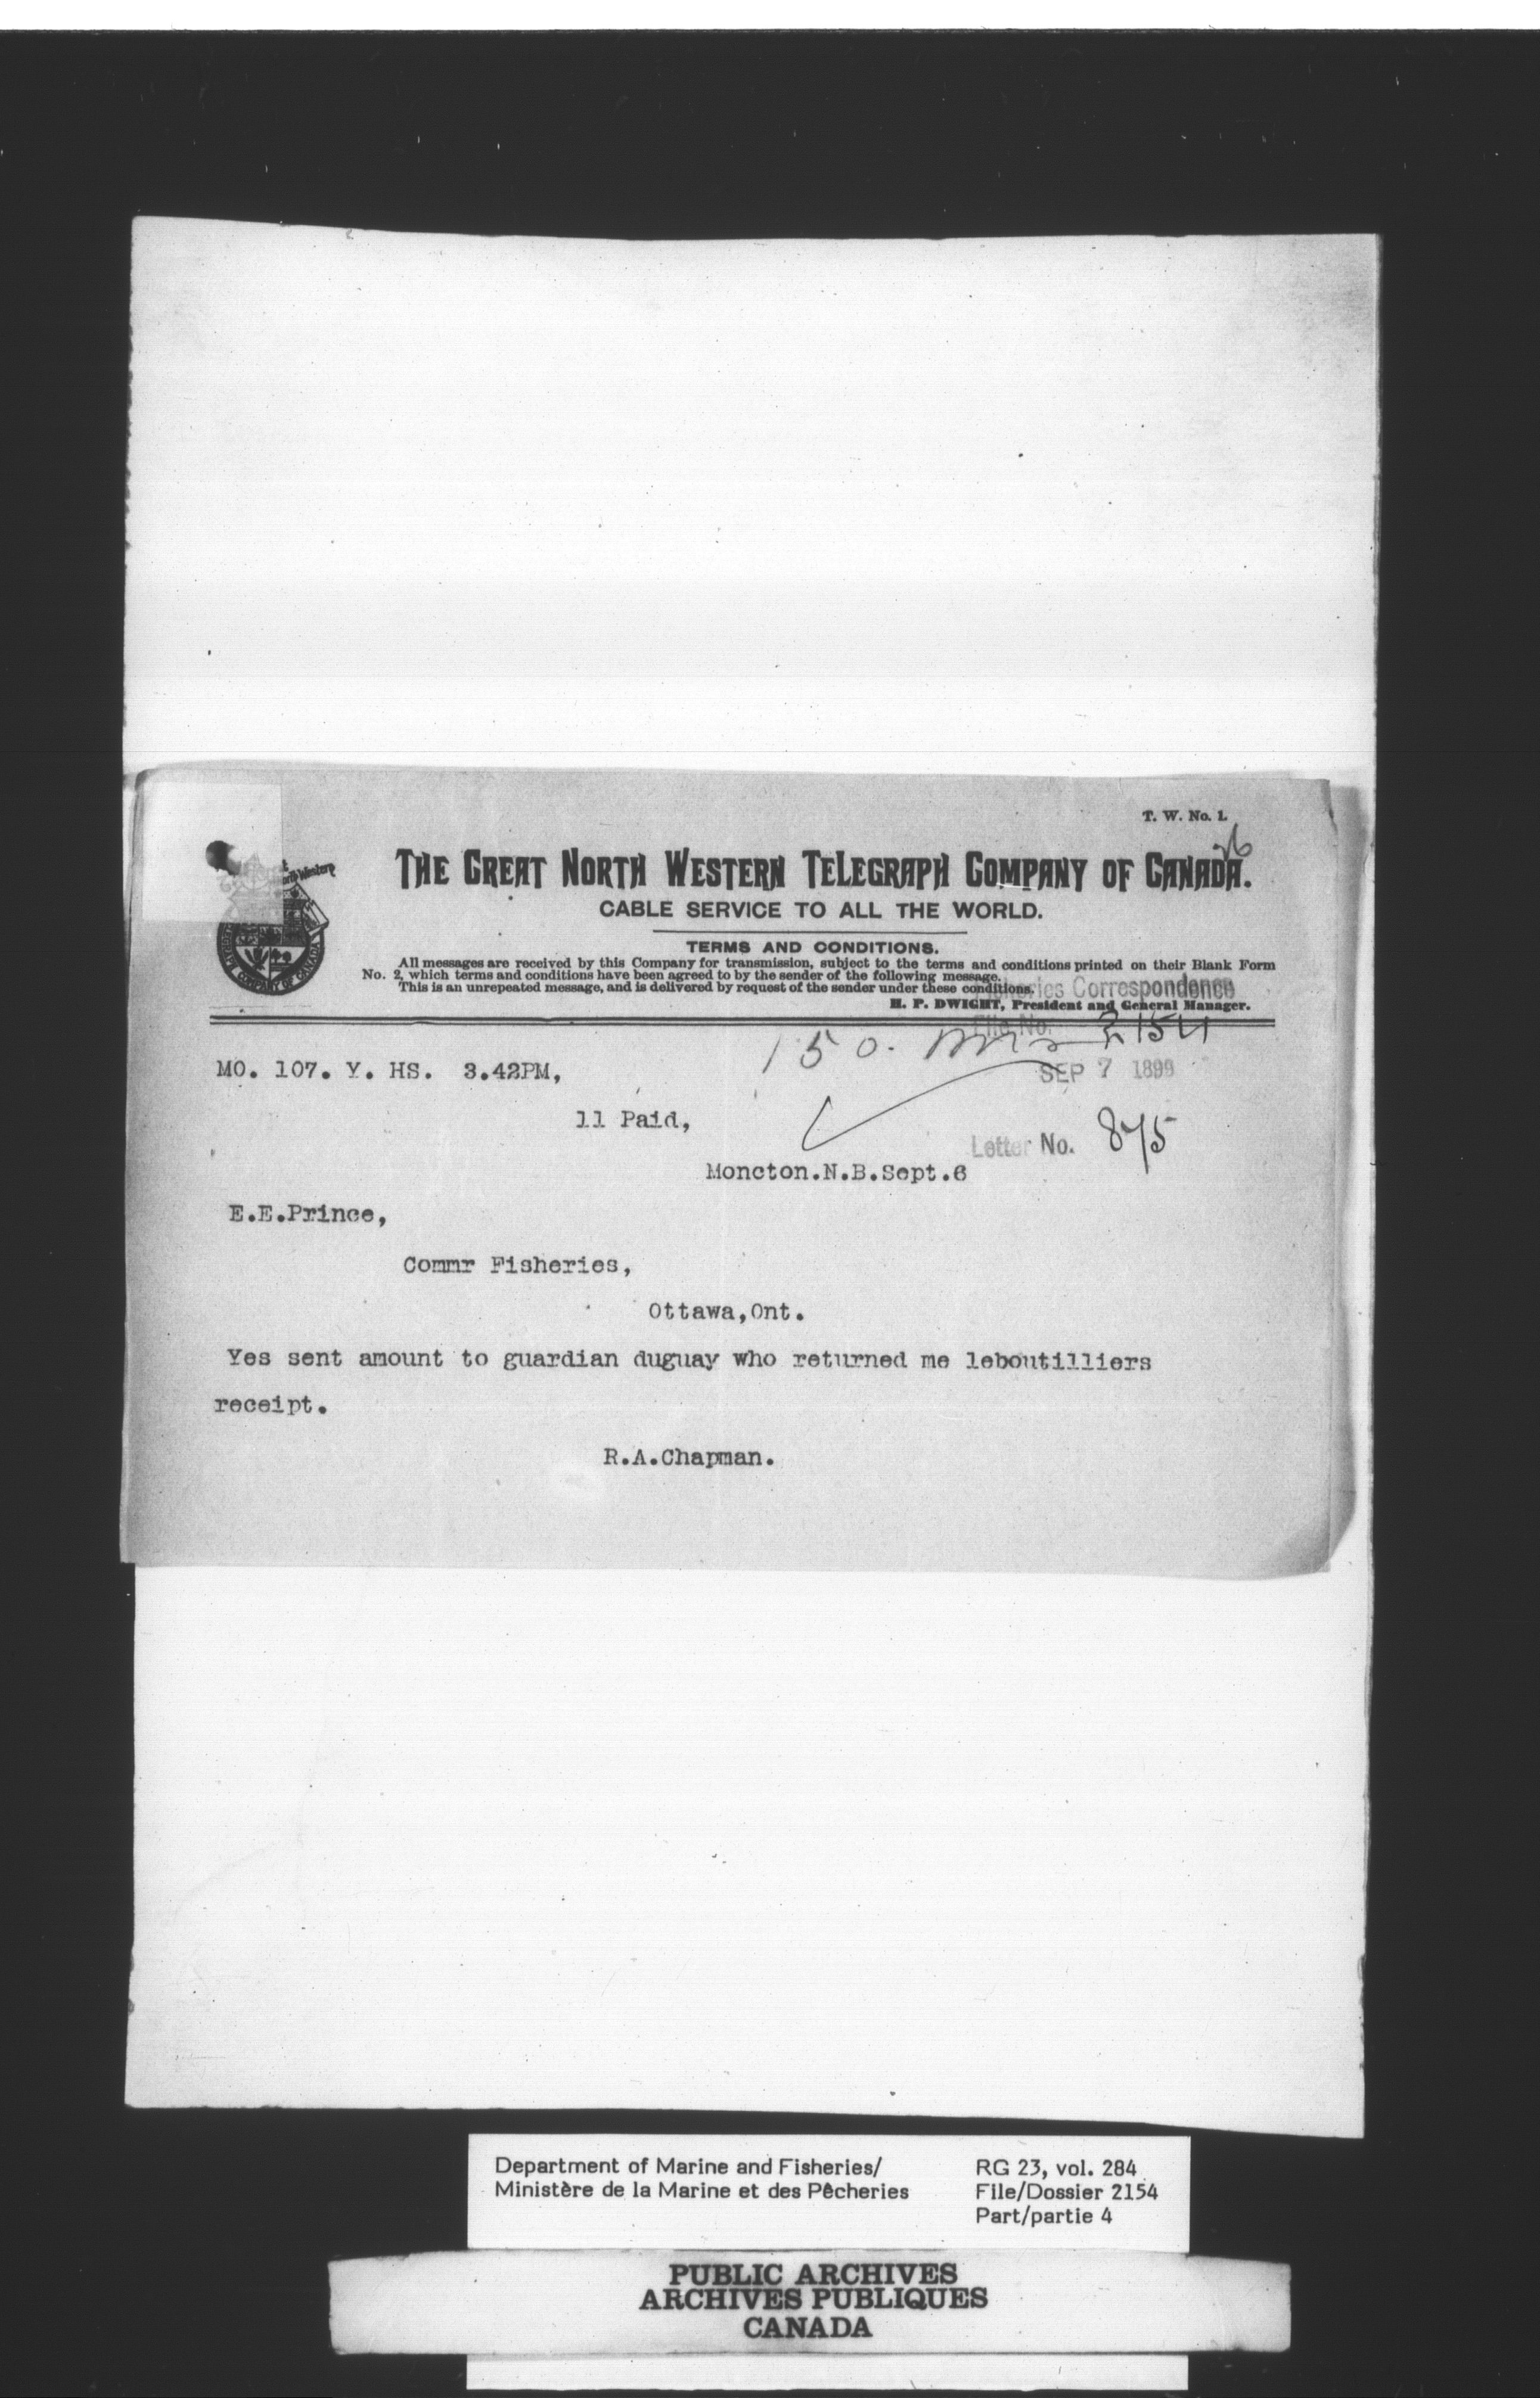 T. W. No. 1.
26
THE GREAT NORTH WESTERN TELEGRAPH COMPANY OF CANADA.
CABLE SERVICE TO ALL THE WORLD.
TERMS AND CONDITIONS.
All messages are received by this Company for transmission, subject to the terms and conditions printed on their Blank Form
No. 2, which terms and conditions have been agreed to by the sender of the following message.
This is an unrepeated message, and is delivered by request of the sender under these conditions.
Fisheries Correspondence
H. P. DWIGHT, President and General Manager.
File No. 2154
150.
SEP 7 1899
MO. 107. Y. HS. 3.42PM,
11 Paid,
Letter No. 875
Moncton.N.B.Sept.6
E.E.Prince,
Commr Fisheries,
Ottawa,Ont.
Yes sent amount to guardian duguay who returned me leboutilliers
receipt.
R.A.Chapman.
Department of Marine and Fisheries/
Ministère de la Marine et des Pêcheries
RG 23, vol. 284
File/Dossier 2154
Part/partie 4
PUBLIC ARCHIVES
ARCHIVES PUBLIQUES
CANADA